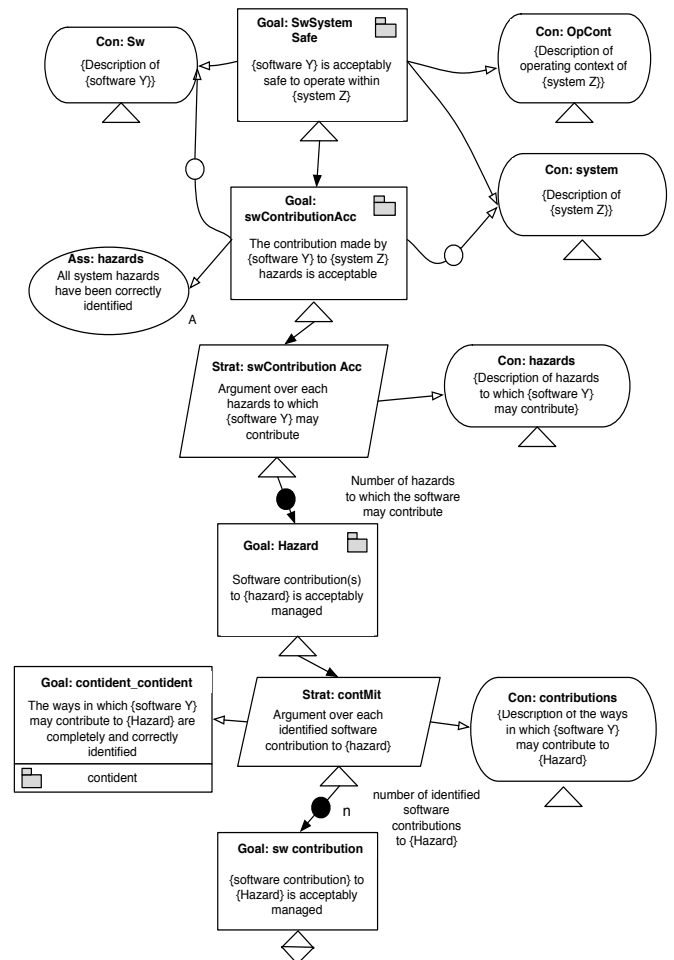 Con: Sw
{Description of
{software Y}}
Goal: SwSystem
Safe
{software Y} is acceptably
safe to operate within
{system Z}
Con: OpCont
{Description of
operating context of
{system Z}}
Con: system
{Description of
{system Z}}
Goal:
swContributionAcc
The contribution made by
{software Y} to {system Z}
hazards is acceptable
Ass: hazards
All system hazards
have been correctly
identified
A
Strat: swContribution Acc
Argument over each
hazards to which
{software Y} may
contribute
Con: hazards
{Description of hazards
to which {software Y}
may contribute}
Number of hazards
to which the software
may contribute
Goal: Hazard
Software contribution(s)
to {hazard} is acceptably
managed
Goal: contident_contident
The ways in which {software Y}
may contribute to {Hazard} are
completely and correctly
identified
contident
Strat: contMit
Argument over each
identified software
contribution to {hazard}
Con: contributions
{Description of the ways
in which {software Y}
may contribute to
{Hazard}
n
number of identified
software
contributions
to {Hazard}
Goal: sw contribution
{software contribution} to
{Hazard} is acceptably
managed